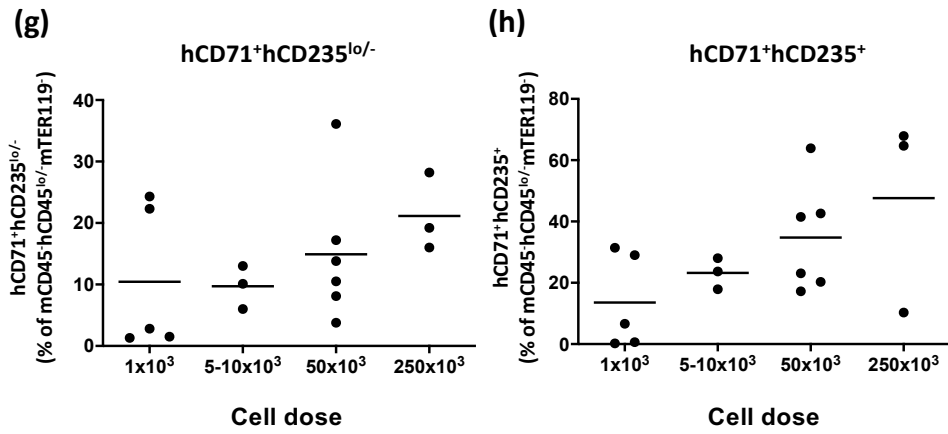 (g)
hCD71⁺hCD235ˡᵒ/⁻
hCD71⁺hCD235ˡᵒ/⁻
(% of mCD45⁻hCD45ˡᵒ/⁻mTER119⁻)
40
30
20
10
0
1x10³ 5-10x10³ 50x10³ 250x10³
Cell dose
(h)
hCD71⁺hCD235⁺
hCD71⁺hCD235⁺
(% of mCD45⁻hCD45ˡᵒ/⁻mTER119⁻)
80
60
40
20
0
1x10³ 5-10x10³ 50x10³ 250x10³
Cell dose